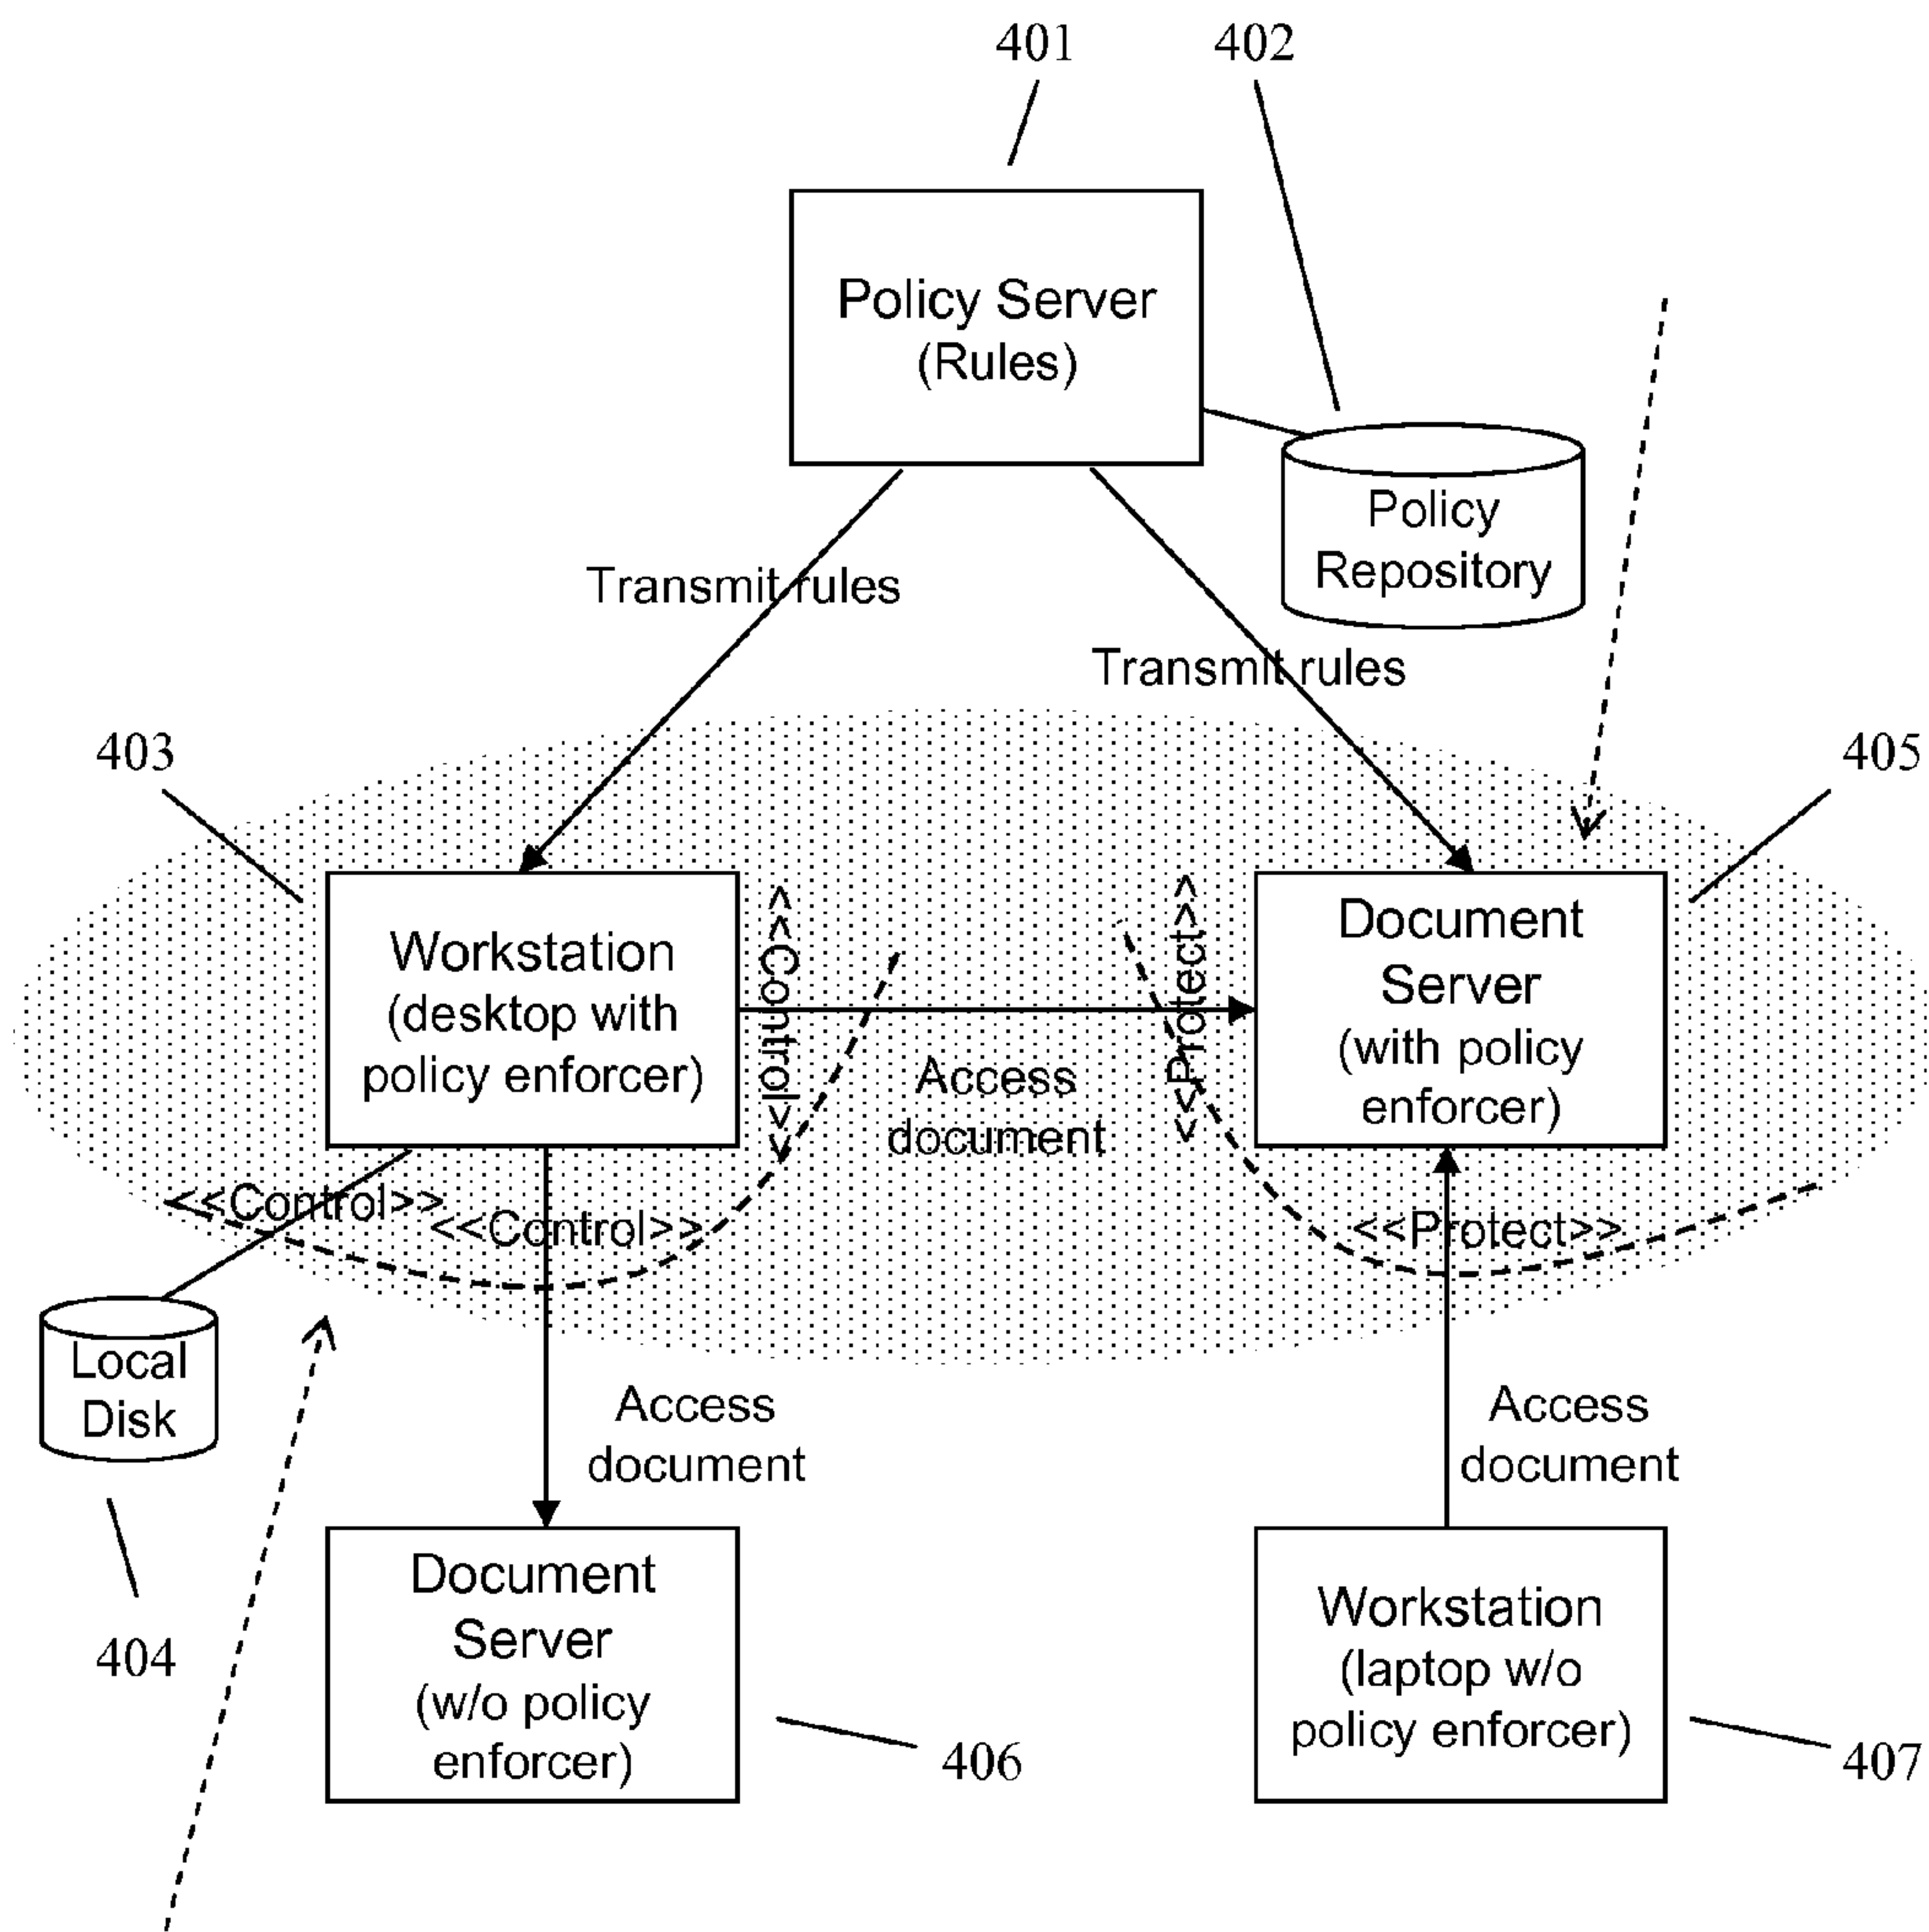 401
402
Policy Server
(Rules)
Policy
Repository
Transmit rules
Transmit rules
403
405
Workstation
(desktop with
policy enforcer)
<<Control>>
<<Protect>>
Document
Server
(with policy
enforcer)
Access
document
<<Control>>
<<Control>>
<<Protect>>
Local
Disk
Access
document
Access
document
404
Document
Server
(w/o policy
enforcer)
406
Workstation
(laptop w/o
policy enforcer)
407